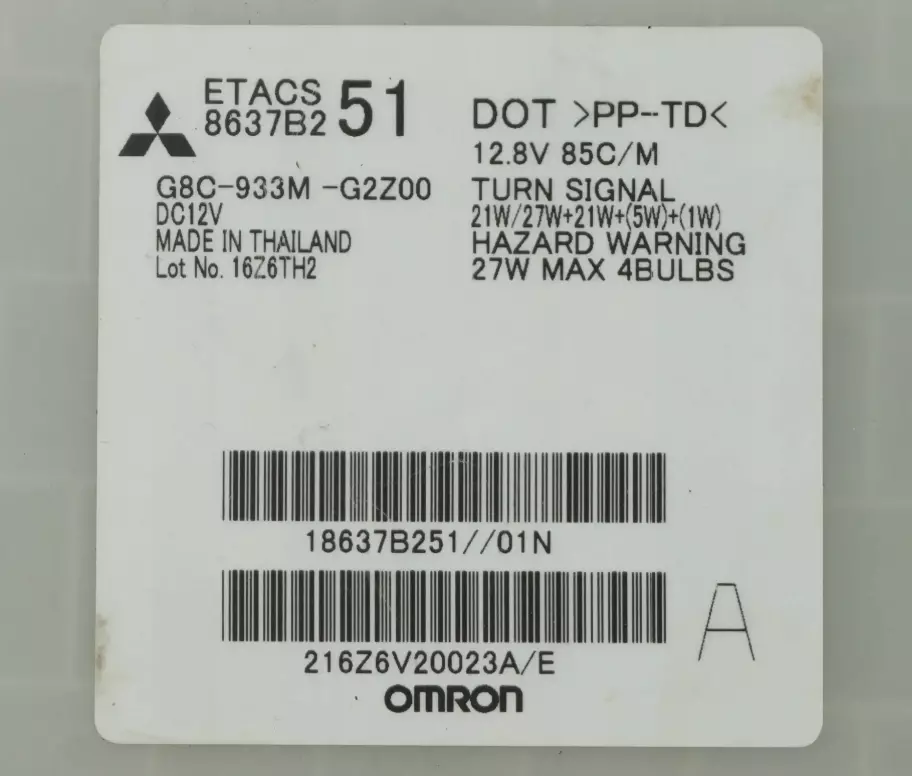 ETACS
8637B2 51
G8C-933M -G2Z00
DC12V
MADE IN THAILAND
Lot No. 16Z6TH2
DOT >PP--TD<
12.8V 85C/M
TURN SIGNAL
21W/27W+21W+(5W)+(1W)
HAZARD WARNING
27W MAX 4BULBS
18637B251//01N
216Z6V20023A/E
A
OMRON